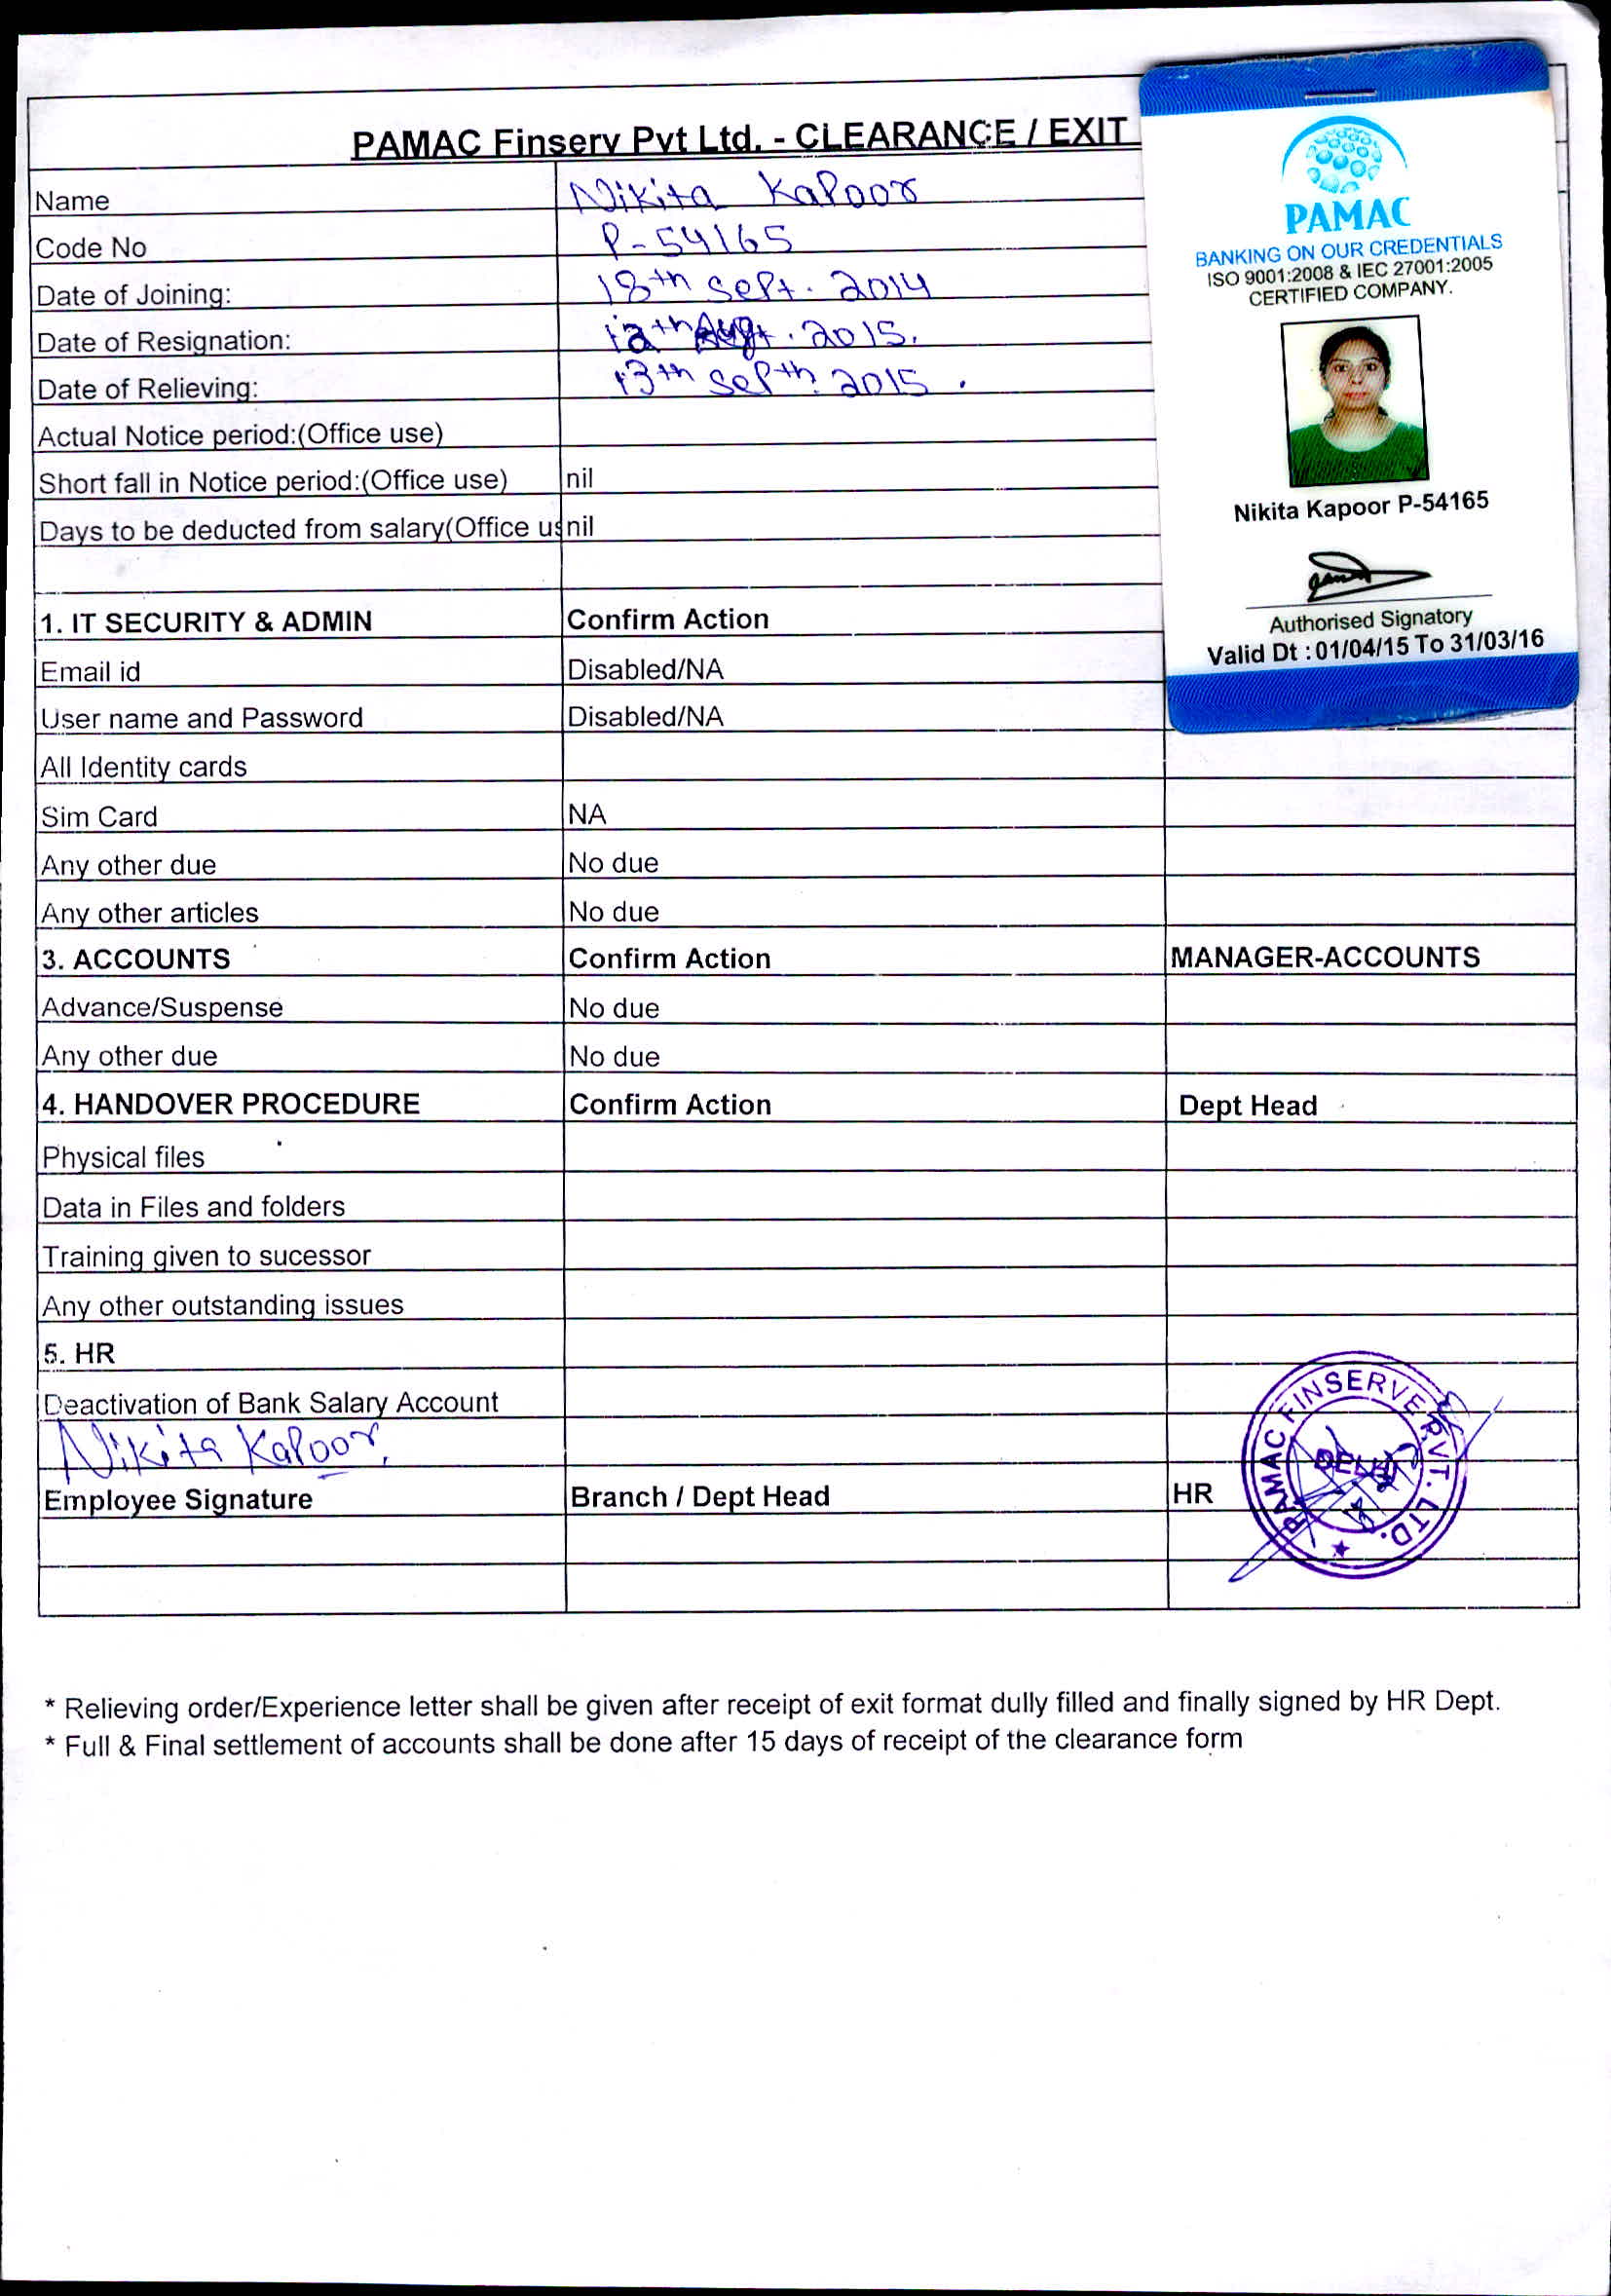 PAMAC Finserv Pvt Ltd. - CLEARANCE / EXIT
Name Nikita Kapoor
Code No P-54165
Date of Joining: 18th Sept. 2014
Date of Resignation: 12th Aug. 2015.
Date of Relieving: 13th Septh 2015.
Actual Notice period:(Office use)
Short fall in Notice period:(Office use) nil
Days to be deducted from salary(Office us nil
1. IT SECURITY & ADMIN Confirm Action
Email id Disabled/NA
User name and Password Disabled/NA
All Identity cards
Sim Card NA
Any other due No due
Any other articles No due
3. ACCOUNTS Confirm Action MANAGER-ACCOUNTS
Advance/Suspense No due
Any other due No due
4. HANDOVER PROCEDURE Confirm Action Dept Head
Physical files
Data in Files and folders
Training given to sucessor
Any other outstanding issues
5. HR
Deactivation of Bank Salary Account
Nikita Kapoor.
Employee Signature Branch / Dept Head HR
* Relieving order/Experience letter shall be given after receipt of exit format dully filled and finally signed by HR Dept.
* Full & Final settlement of accounts shall be done after 15 days of receipt of the clearance form
PAMAC
BANKING ON OUR CREDENTIALS
ISO 9001:2008 & IEC 27001:2005
CERTIFIED COMPANY.
Nikita Kapoor P-54165
Authorised Signatory
Valid Dt : 01/04/15 To 31/03/16
PAMAC FINSERVE PVT. LTD.
DELHI